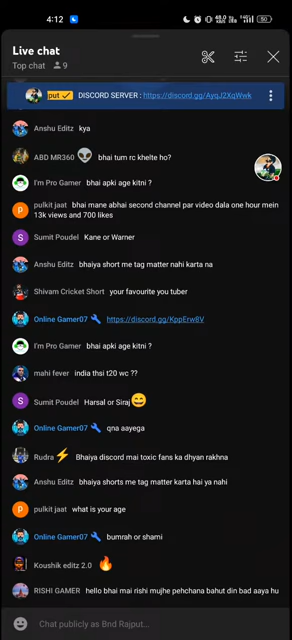 4:12
48.0
50
Live chat
Top chat 9
put DISCORD SERVER : https://discord.gg/AyqJ2XqWwk
Anshu Editz kya
ABD MR360 bhai tum rc khelte ho?
I'm Pro Gamer bhai apki age kitni ?
pulkit jaat bhai mane abhai second channel par video dala one hour mein
13k views and 700 likes
Sumit Poudel Kane or Warner
Anshu Editz bhaiya short me tag matter nahi karta na
Shivam Cricket Short your favourite you tuber
Online Gamer07 https://discord.gg/KppErw8V
I'm Pro Gamer bhai apki age kitni ?
mahi fever india thsi t20 wc ??
Sumit Poudel Harsal or Siraj
Online Gamer07 qna aayega
Rudra Bhaiya discord mai toxic fans ka dhyan rakhna
Anshu Editz bhaiya shorts me tag matter karta hai ya nahi
pulkit jaat what is your age
Online Gamer07 bumrah or shami
Koushik editz 2.0
RISHI GAMER hello bhai mai rishi mujhe pehchana bahut din bad aaya hu
Chat publicly as Bnd Rajput...